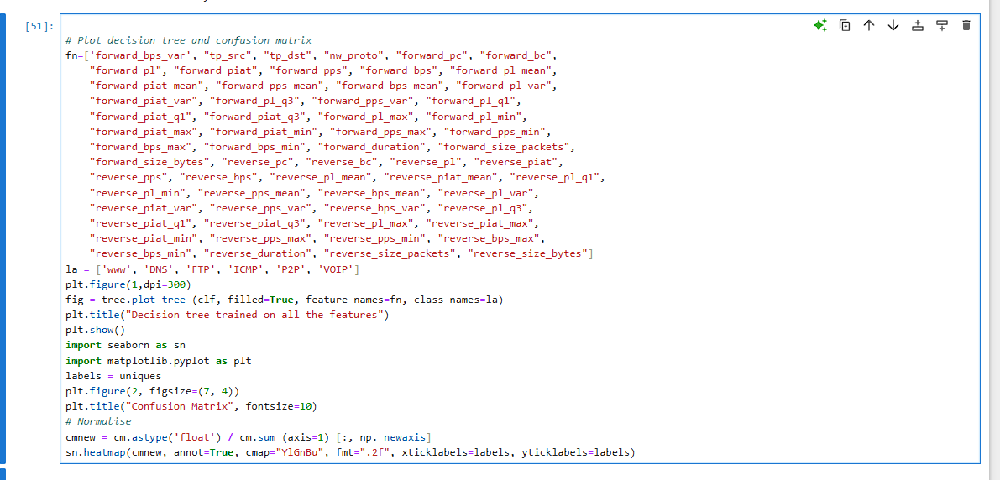 [51]:
# Plot decision tree and confusion matrix
fn=['forward_bps_var', "tp_src", "tp_dst", "nw_proto", "forward_pc", "forward_bc",
"forward_pl", "forward_piat", "forward_pps", "forward_bps", "forward_pl_mean",
"forward_piat_mean", "forward_pps_mean", "forward_bps_mean", "forward_pl_var",
"forward_piat_var", "forward_pl_q3", "forward_pps_var", "forward_pl_q1",
"forward_piat_q1", "forward_piat_q3", "forward_pl_max", "forward_pl_min",
"forward_piat_max", "forward_piat_min", "forward_pps_max", "forward_pps_min",
"forward_bps_max", "forward_bps_min", "forward_duration", "forward_size_packets",
"forward_size_bytes", "reverse_pc", "reverse_bc", "reverse_pl", "reverse_piat",
"reverse_pps", "reverse_bps", "reverse_pl_mean", "reverse_piat_mean", "reverse_pl_q1",
"reverse_pl_min", "reverse_pps_mean", "reverse_bps_mean", "reverse_pl_var",
"reverse_piat_var", "reverse_pps_var", "reverse_bps_var", "reverse_pl_q3",
"reverse_piat_q1", "reverse_piat_q3", "reverse_pl_max", "reverse_piat_max",
"reverse_piat_min", "reverse_pps_max", "reverse_pps_min", "reverse_bps_max",
"reverse_bps_min", "reverse_duration", "reverse_size_packets", "reverse_size_bytes"]
la = ['www', 'DNS', 'FTP', 'ICMP', 'P2P', 'VOIP']
plt.figure(1,dpi=300)
fig = tree.plot_tree (clf, filled=True, feature_names=fn, class_names=la)
plt.title("Decision tree trained on all the features")
plt.show()
import seaborn as sn
import matplotlib.pyplot as plt
labels = uniques
plt.figure(2, figsize=(7, 4))
plt.title("Confusion Matrix", fontsize=10)
# Normalise
cmnew = cm.astype('float') / cm.sum (axis=1) [:, np. newaxis]
sn.heatmap(cmnew, annot=True, cmap="YlGnBu", fmt=".2f", xticklabels=labels, yticklabels=labels)